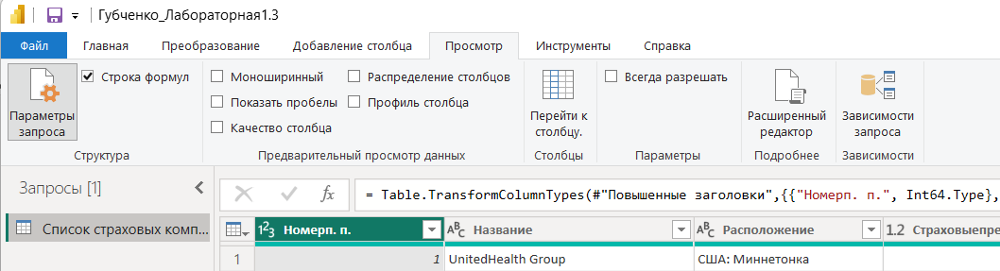 Губченко_Лабораторная1.3
Файл Главная Преобразование Добавление столбца Просмотр Инструменты Справка
Параметры запроса
Строка формул
Структура
Моноширинный
Показать пробелы
Качество столбца
Распределение столбцов
Профиль столбца
Предварительный просмотр данных
Перейти к столбцу.
Столбцы
Всегда разрешать
Параметры
Расширенный редактор
Подробнее
Зависимости запроса
Зависимости
Запросы [1]
fx = Table.TransformColumnTypes(#"Повышенные заголовки",{{"Номерп. п.", Int64.Type},
Список страховых комп...
1²3 Номерп. п. ABC Название ABC Расположение 1.2 Страховыепре
1 1 UnitedHealth Group США: Миннетонка